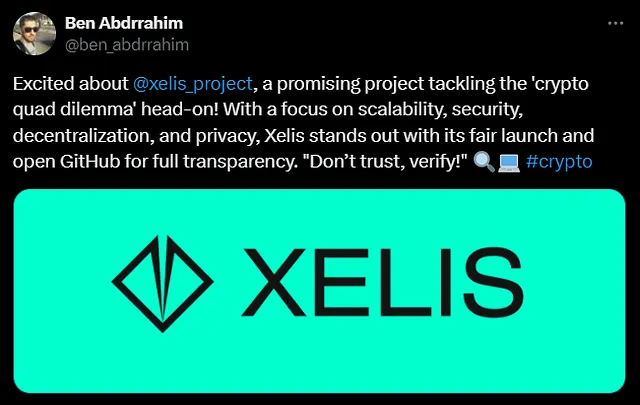 Ben Abdrrahim
@ben_abdrrahim
Excited about @xelis_project, a promising project tackling the 'crypto
quad dilemma' head-on! With a focus on scalability, security,
decentralization, and privacy, Xelis stands out with its fair launch and
open GitHub for full transparency. "Don’t trust, verify!" 🔍💻 #crypto
XELIS